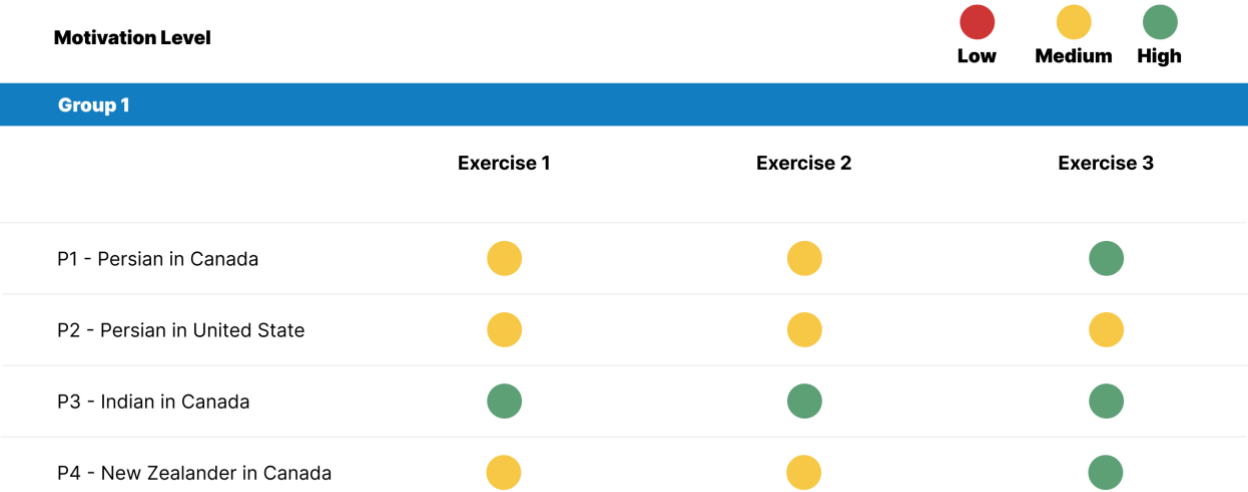 Motivation Level
Low Medium High
Group 1
Exercise 1 Exercise 2 Exercise 3
P1 - Persian in Canada
P2 - Persian in United State
P3 - Indian in Canada
P4 - New Zealander in Canada